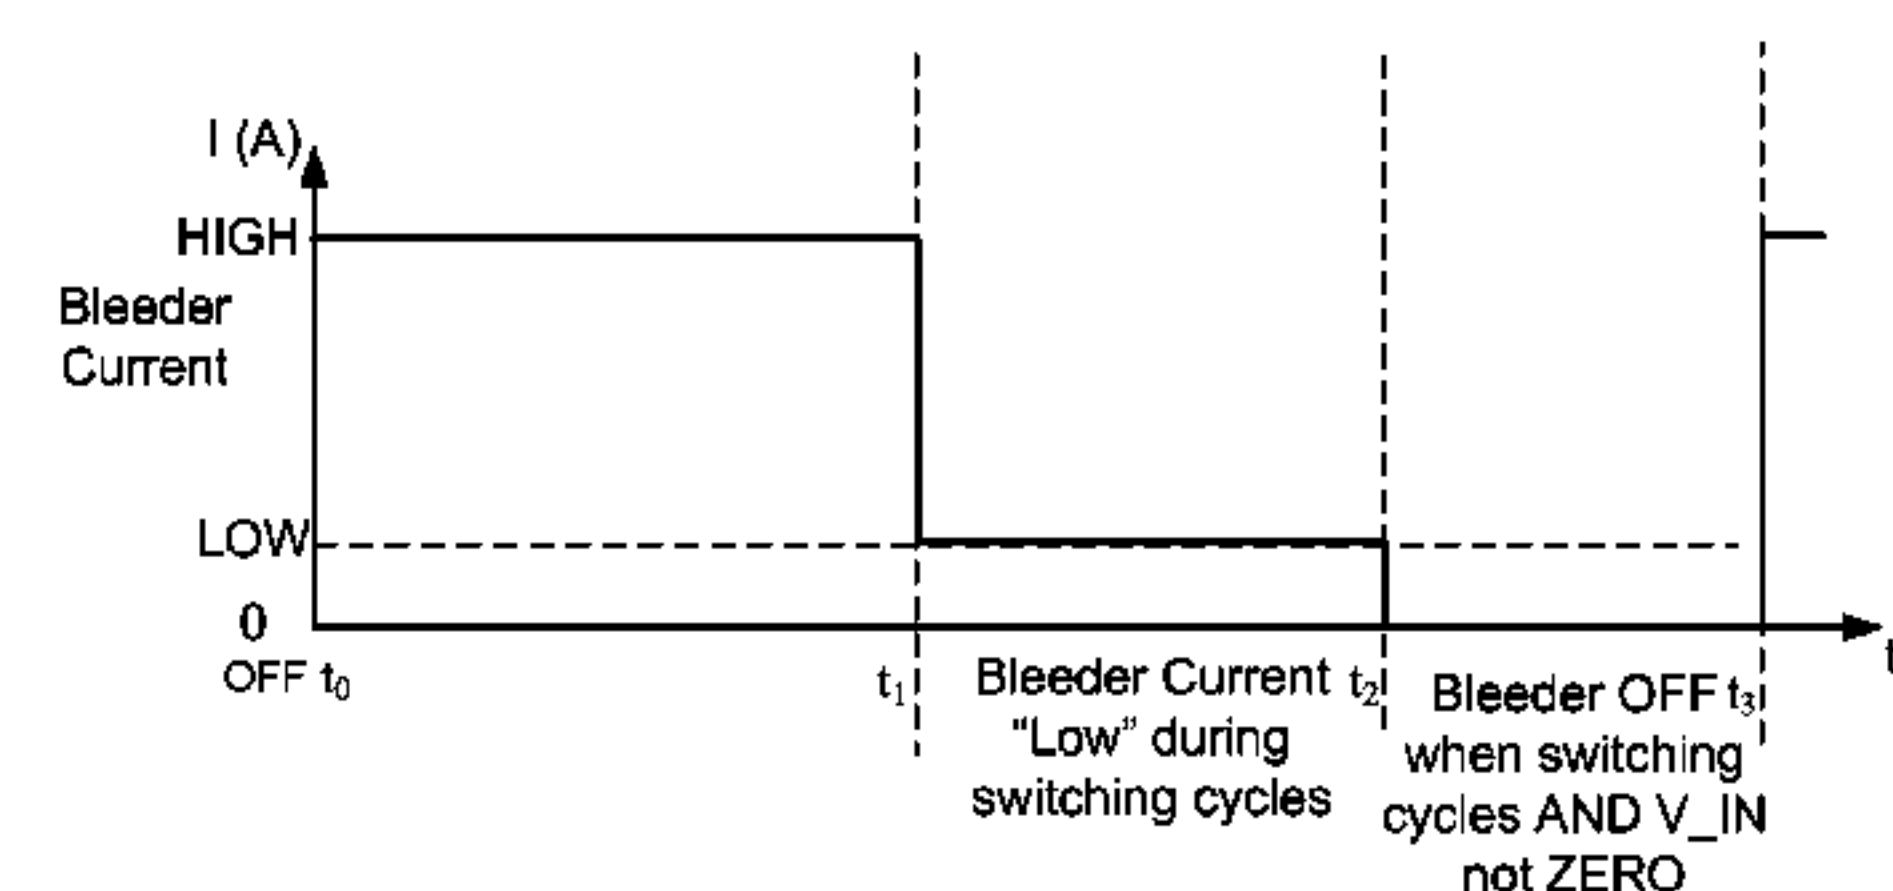 I (A)
HIGH
Bleeder
Current
LOW
0
OFF t₀
t₁
Bleeder Current
"Low" during
switching cycles
t₂
Bleeder OFF
when switching
cycles AND V_IN
not ZERO
t₃
t